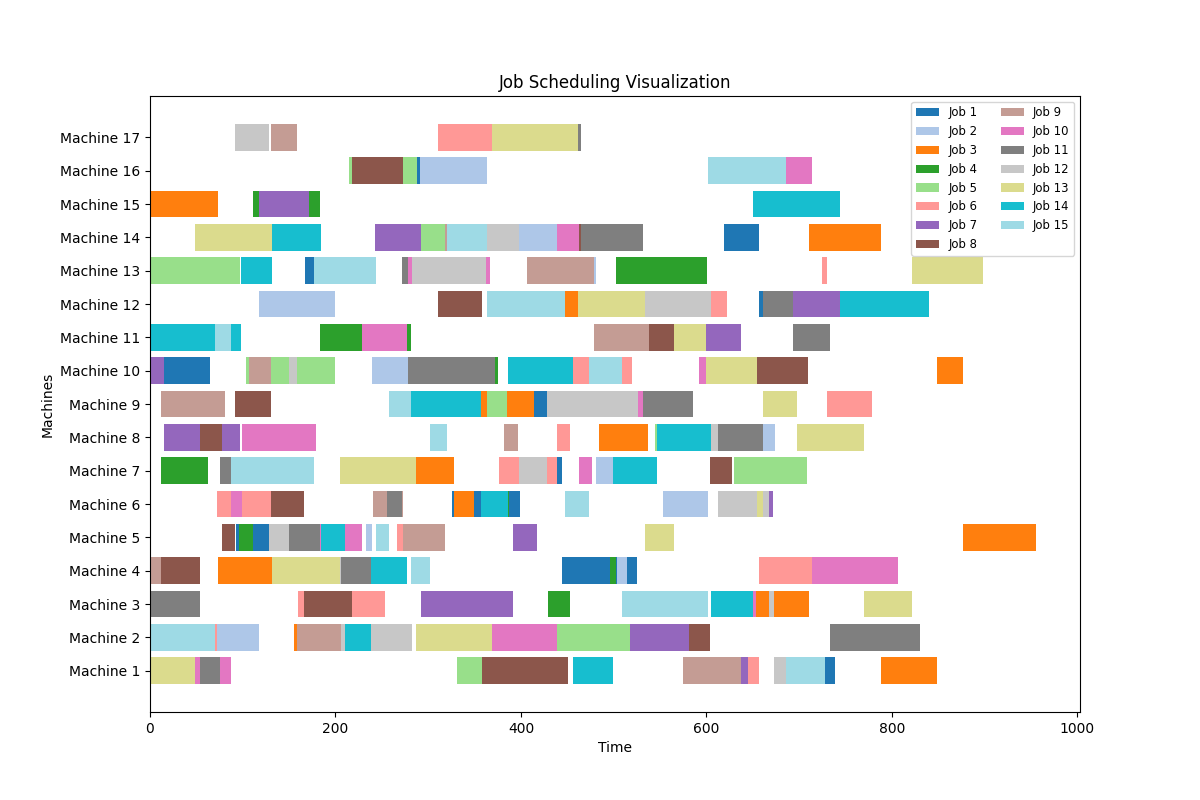 Job Scheduling Visualization
Machine 17
Machine 16
Machine 15
Machine 14
Machine 13
Machine 12
Machine 11
Machine 10
Machine 9
Machine 8
Machine 7
Machine 6
Machine 5
Machine 4
Machine 3
Machine 2
Machine 1
Machines
0 200 400 600 800 1000
Time
Job 1
Job 2
Job 3
Job 4
Job 5
Job 6
Job 7
Job 8
Job 9
Job 10
Job 11
Job 12
Job 13
Job 14
Job 15